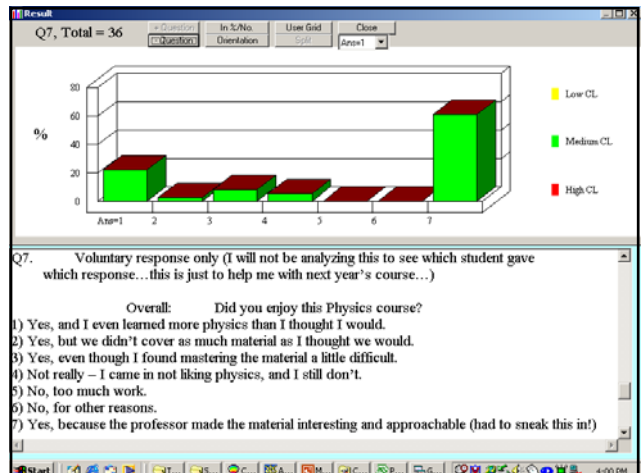 Result
Q7, Total = 36
+ Question In %/No. User Grid Close
- Question Orientation Split Ans=1
80
60
40
20
0
%
Low CL
Medium CL
High CL
Ans=1 2 3 4 5 6 7
Q7. Voluntary response only (I will not be analyzing this to see which student gave
which response…this is just to help me with next year's course…)
Overall: Did you enjoy this Physics course?
1) Yes, and I even learned more physics than I thought I would.
2) Yes, but we didn't cover as much material as I thought we would.
3) Yes, even though I found mastering the material a little difficult.
4) Not really – I came in not liking physics, and I still don't.
5) No, too much work.
6) No, for other reasons.
7) Yes, because the professor made the material interesting and approachable (had to sneak this in!)
Start T... S... C... A... M... C... P... G... 4:00 PM